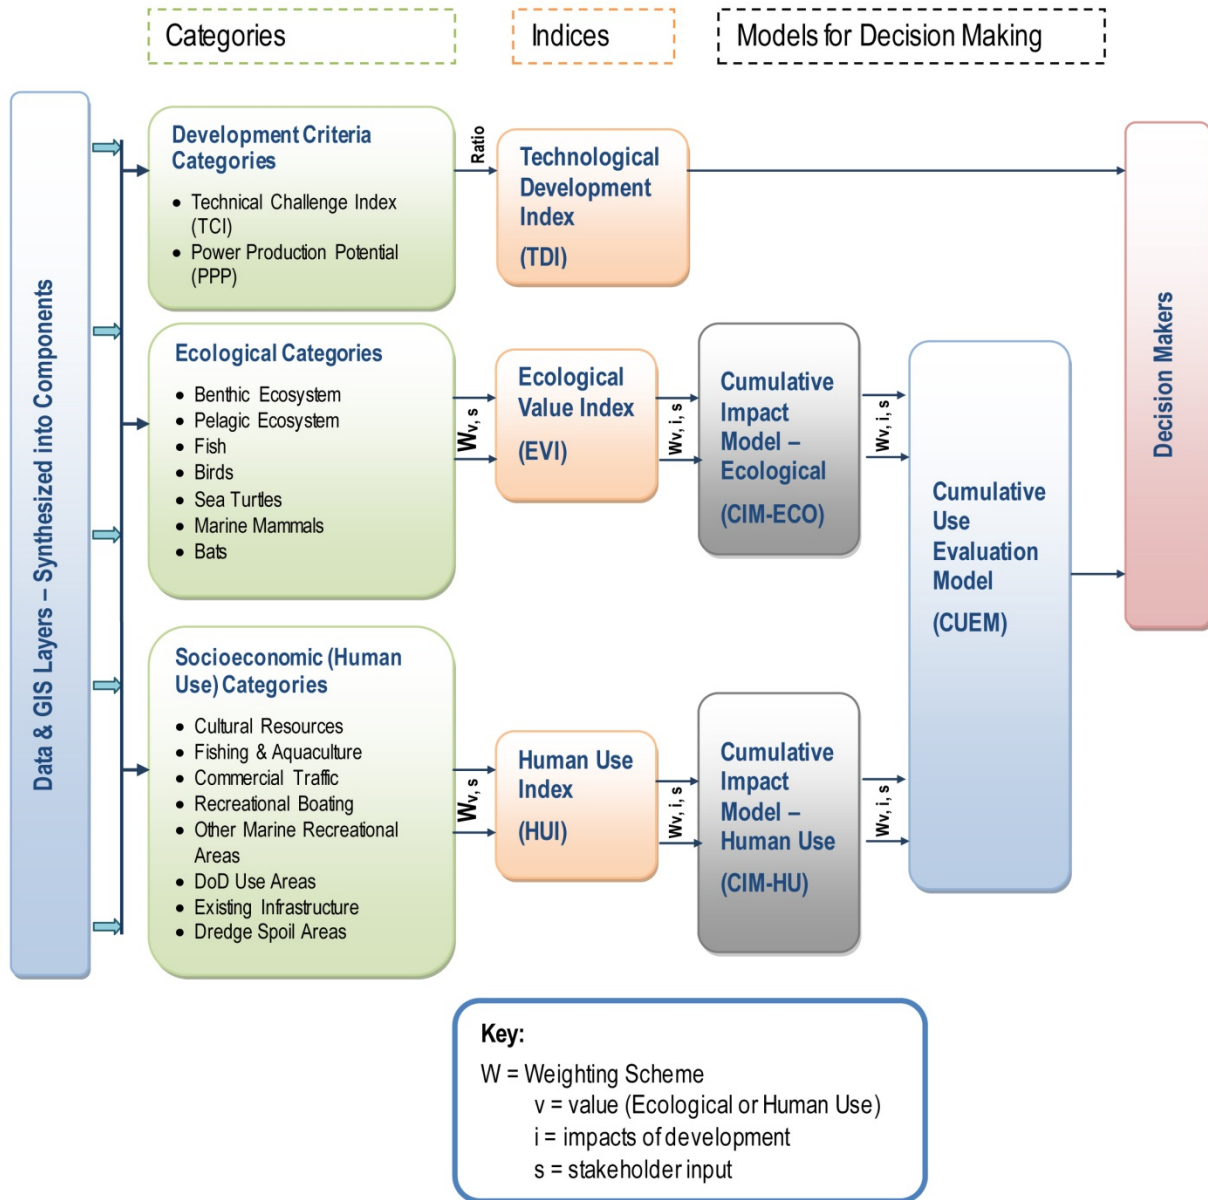 Categories
Indices
Models for Decision Making
Data & GIS Layers – Synthesized into Components
Development Criteria
Categories
• Technical Challenge Index
(TCI)
• Power Production Potential
(PPP)
Ratio
Technological
Development
Index
(TDI)
Ecological Categories
• Benthic Ecosystem
• Pelagic Ecosystem
• Fish
• Birds
• Sea Turtles
• Marine Mammals
• Bats
Wv, s
Ecological
Value Index
(EVI)
Wv, i, s
Cumulative
Impact
Model –
Ecological
(CIM-ECO)
Wv, i, s
Socioeconomic (Human
Use) Categories
• Cultural Resources
• Fishing & Aquaculture
• Commercial Traffic
• Recreational Boating
• Other Marine Recreational
Areas
• DoD Use Areas
• Existing Infrastructure
• Dredge Spoil Areas
Wv, s
Human Use
Index
(HUI)
Wv, i, s
Cumulative
Impact
Model –
Human Use
(CIM-HU)
Wv, i, s
Cumulative
Use
Evaluation
Model
(CUEM)
Decision Makers
Key:
W = Weighting Scheme
v = value (Ecological or Human Use)
i = impacts of development
s = stakeholder input